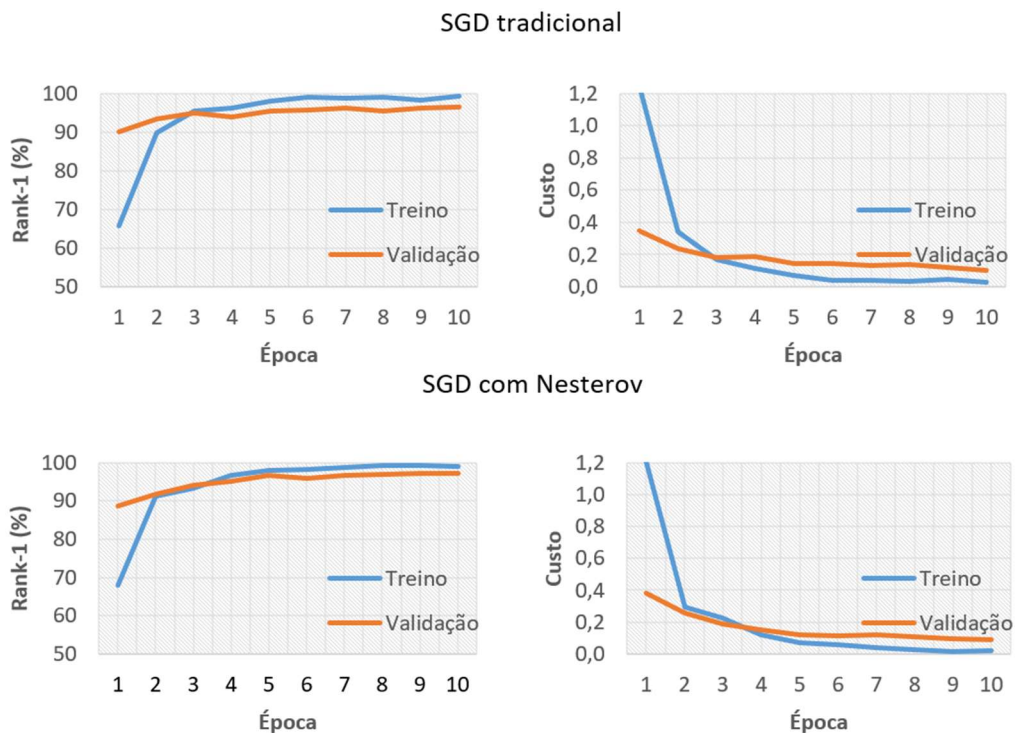 SGD tradicional
100
90
80
70
60
50
Rank-1 (%)
Treino
Validação
1 2 3 4 5 6 7 8 9 10
Época
1,2
1,0
0,8
0,6
0,4
0,2
0,0
Custo
Treino
Validação
1 2 3 4 5 6 7 8 9 10
Época
SGD com Nesterov
100
90
80
70
60
50
Rank-1 (%)
Treino
Validação
1 2 3 4 5 6 7 8 9 10
Época
1,2
1,0
0,8
0,6
0,4
0,2
0,0
Custo
Treino
Validação
1 2 3 4 5 6 7 8 9 10
Época